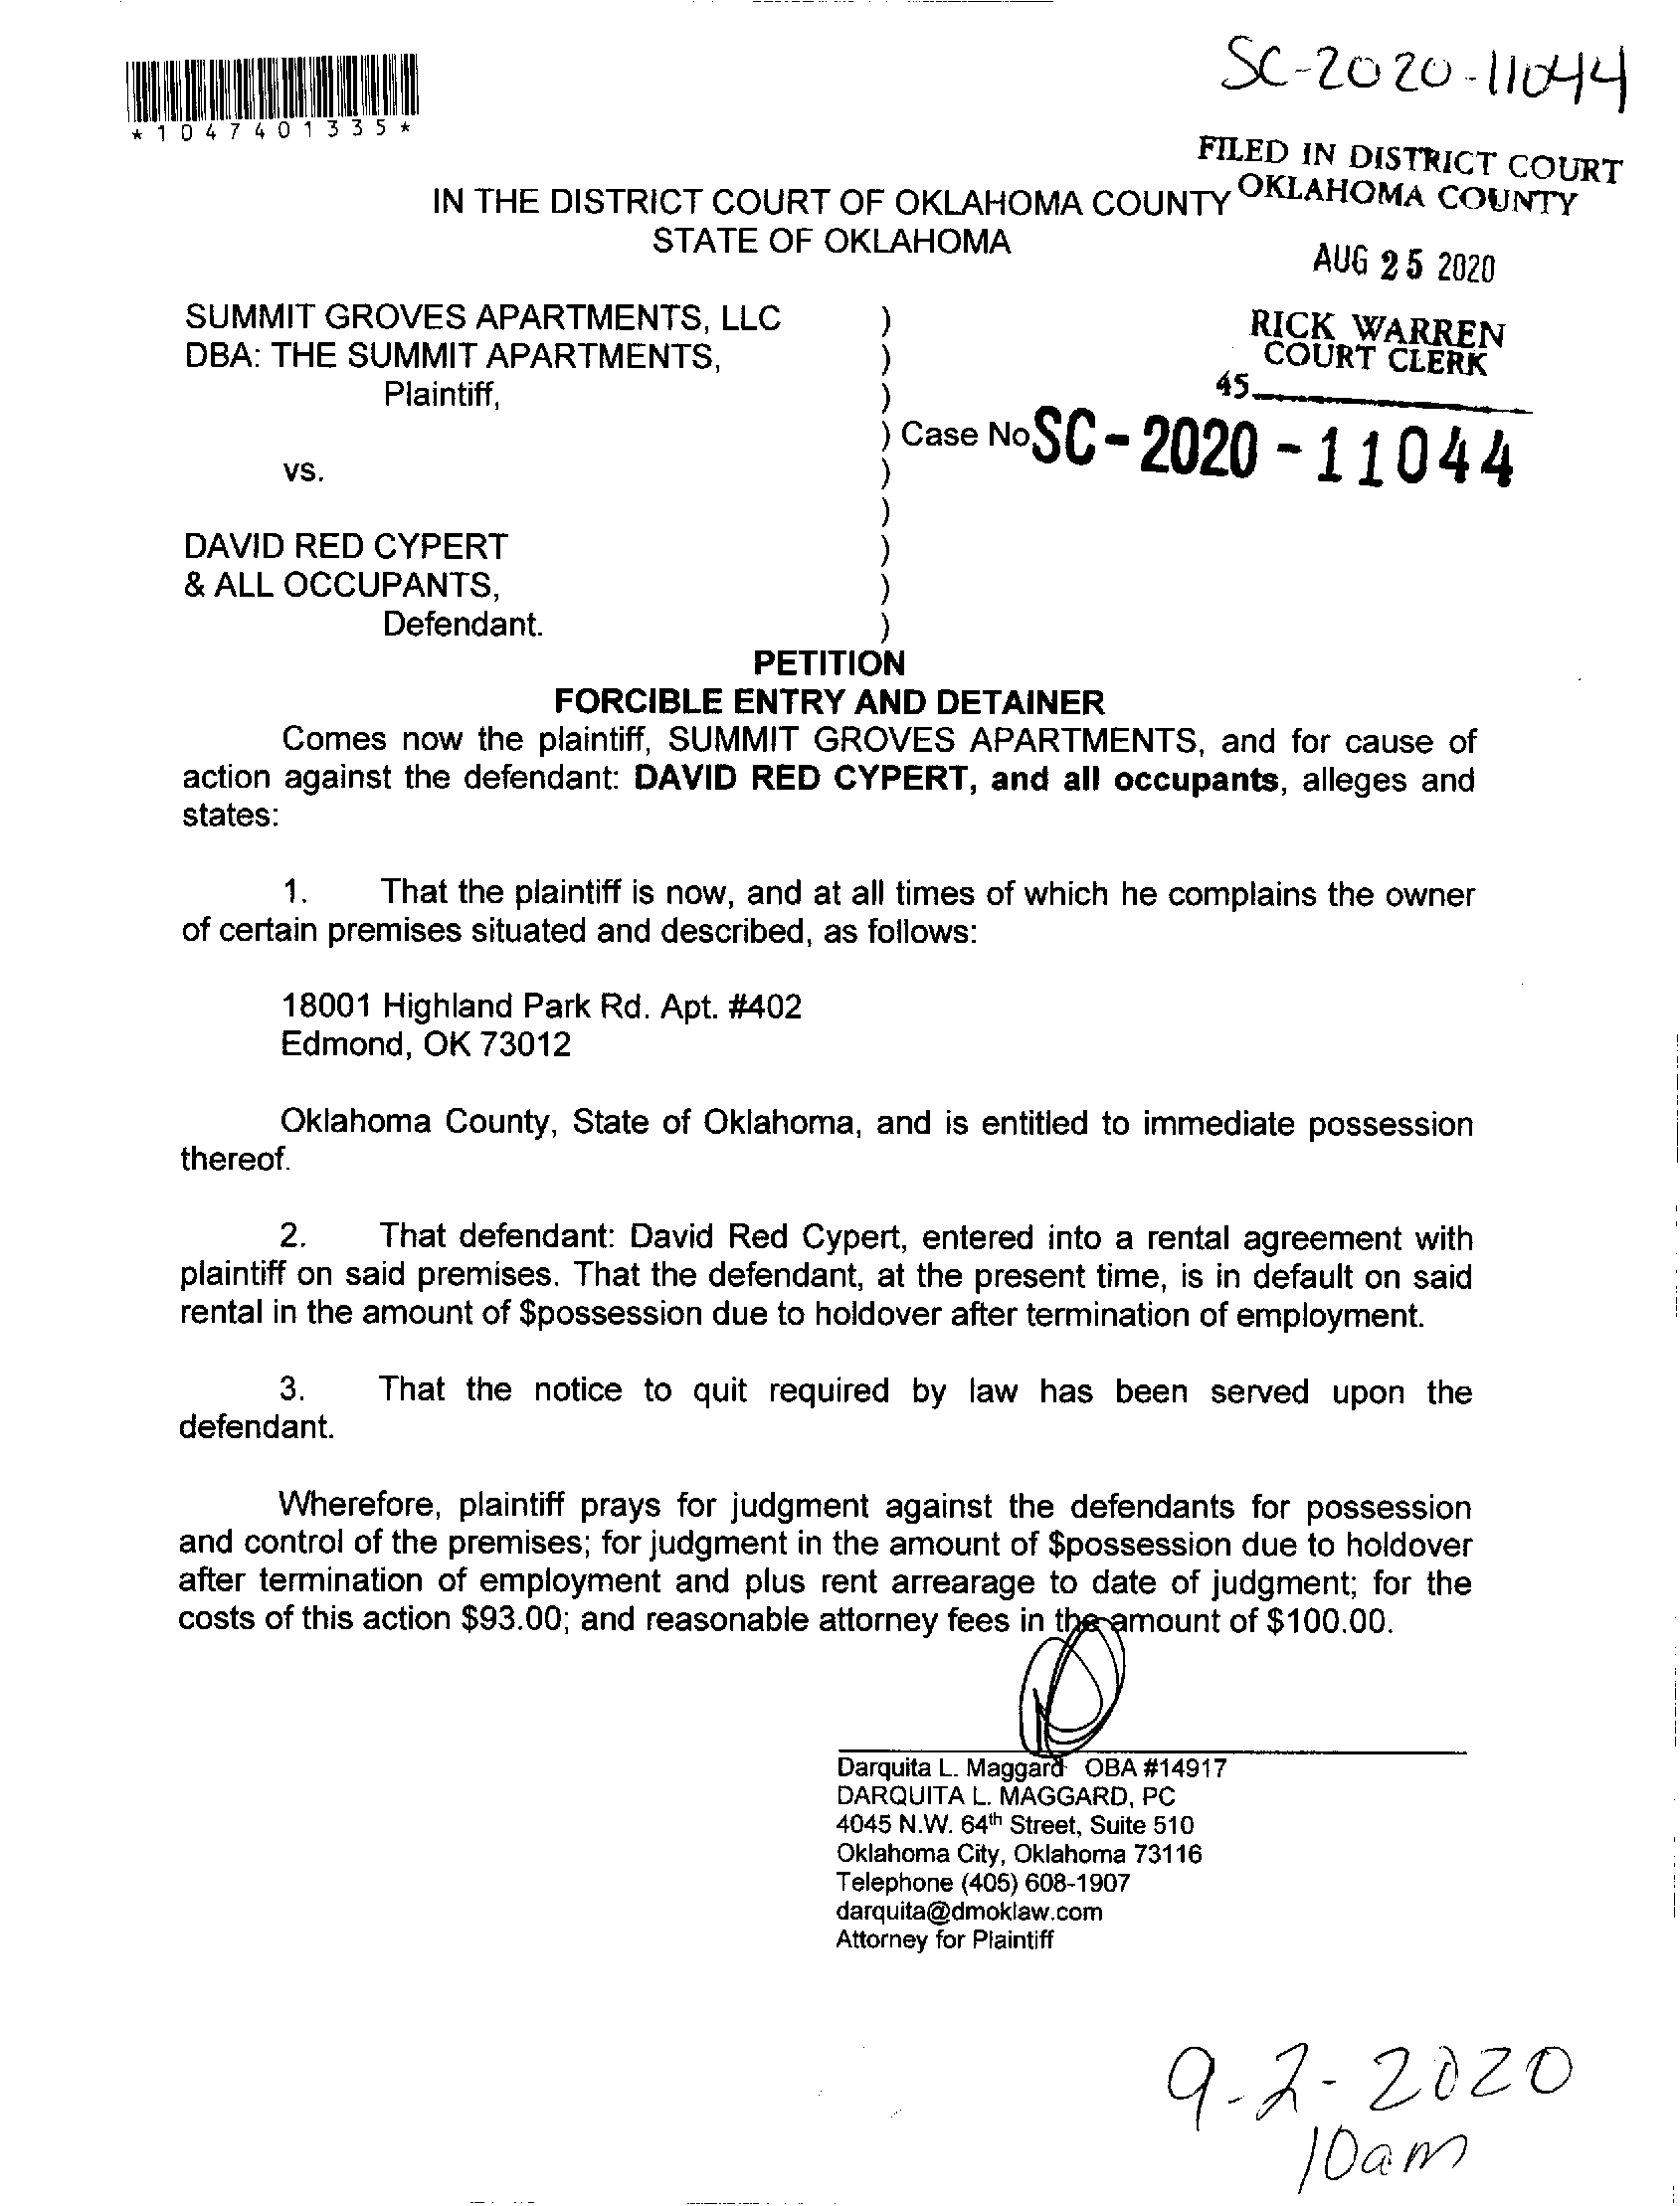 SC-2020-11044
*1047401335*
FILED IN DISTRICT COURT
OKLAHOMA COUNTY
IN THE DISTRICT COURT OF OKLAHOMA COUNTY
STATE OF OKLAHOMA
AUG 25 2020
RICK WARREN
COURT CLERK
45
SUMMIT GROVES APARTMENTS, LLC )
DBA: THE SUMMIT APARTMENTS, )
Plaintiff, )
) Case No. SC-2020-11044
vs. )
)
DAVID RED CYPERT )
& ALL OCCUPANTS, )
Defendant. )
PETITION
FORCIBLE ENTRY AND DETAINER
Comes now the plaintiff, SUMMIT GROVES APARTMENTS, and for cause of
action against the defendant: DAVID RED CYPERT, and all occupants, alleges and
states:
1. That the plaintiff is now, and at all times of which he complains the owner
of certain premises situated and described, as follows:
18001 Highland Park Rd. Apt. #402
Edmond, OK 73012
Oklahoma County, State of Oklahoma, and is entitled to immediate possession
thereof.
2. That defendant: David Red Cypert, entered into a rental agreement with
plaintiff on said premises. That the defendant, at the present time, is in default on said
rental in the amount of $possession due to holdover after termination of employment.
3. That the notice to quit required by law has been served upon the
defendant.
Wherefore, plaintiff prays for judgment against the defendants for possession
and control of the premises; for judgment in the amount of $possession due to holdover
after termination of employment and plus rent arrearage to date of judgment; for the
costs of this action $93.00; and reasonable attorney fees in the amount of $100.00.
Darquita L. Maggard OBA #14917
DARQUITA L. MAGGARD, PC
4045 N.W. 64th Street, Suite 510
Oklahoma City, Oklahoma 73116
Telephone (405) 608-1907
darquita@dmoklaw.com
Attorney for Plaintiff
9-2-2020
10am